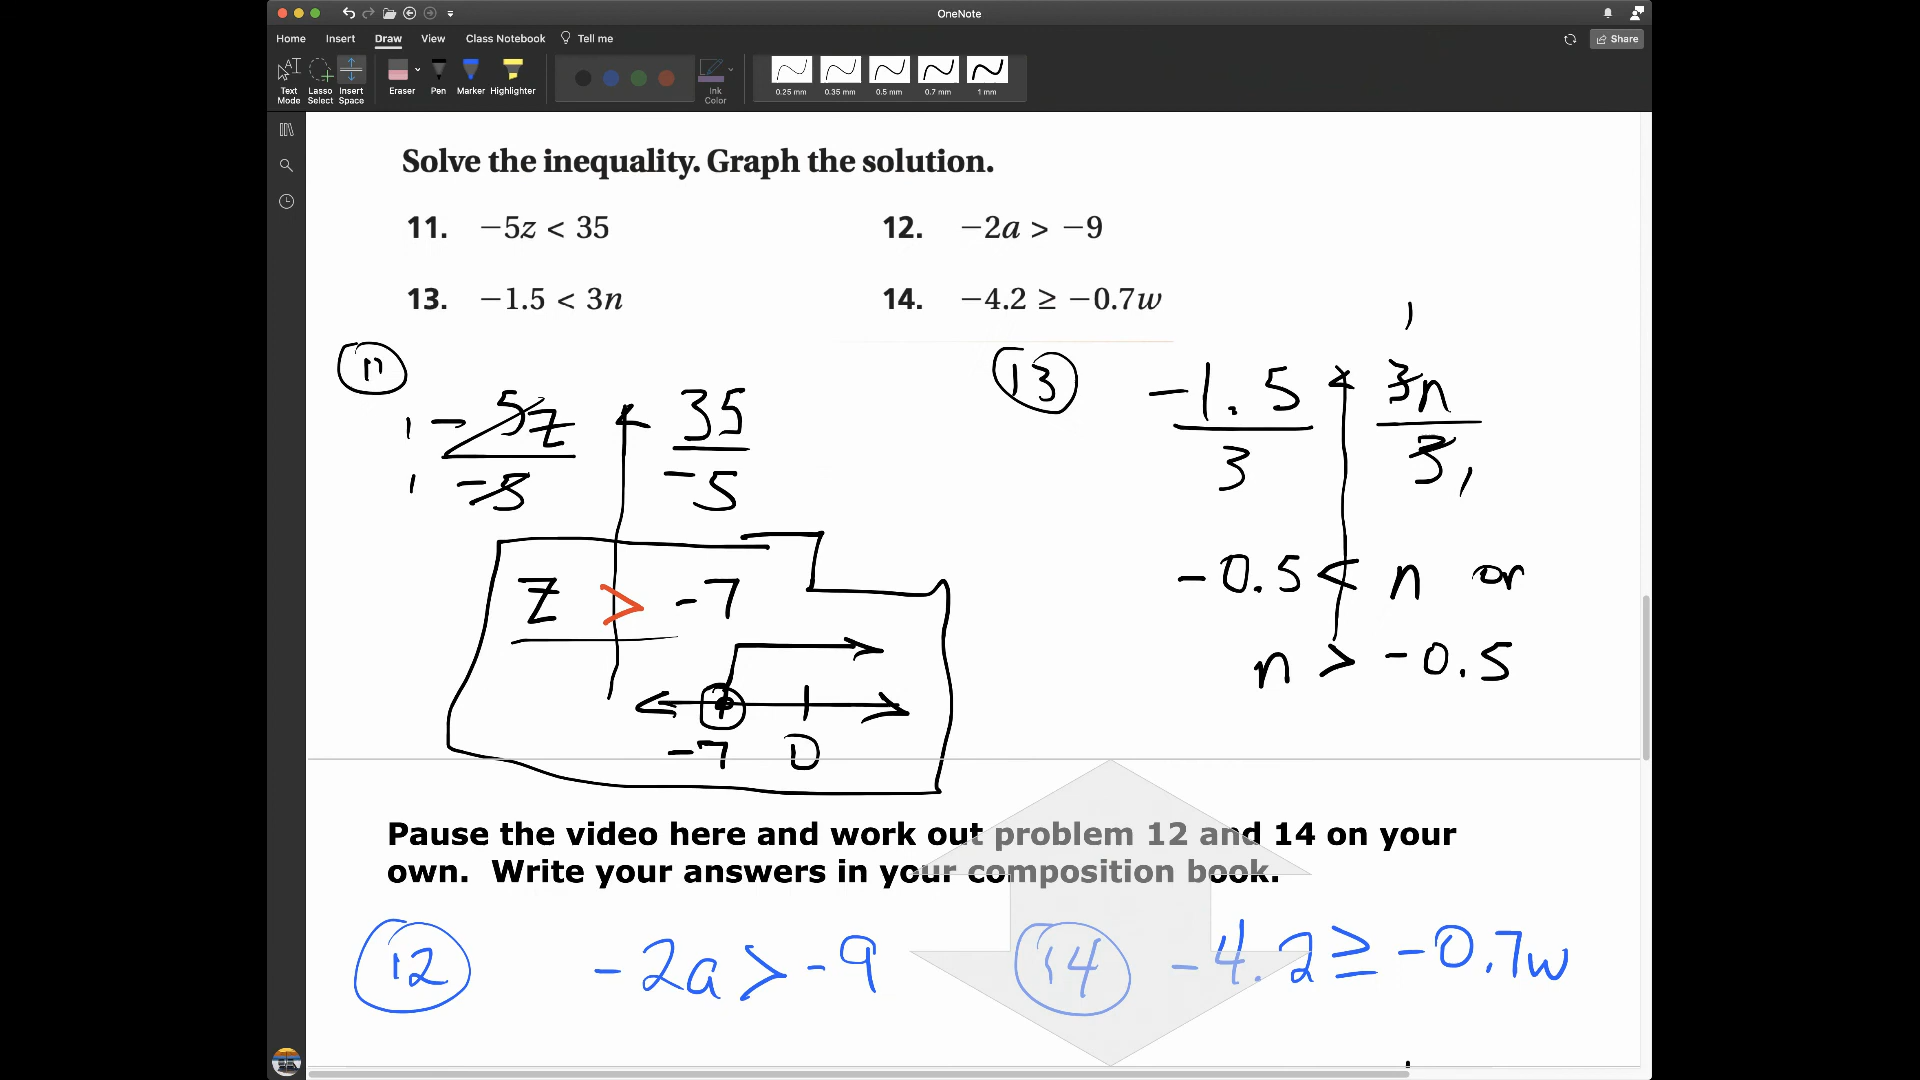 OneNote
Home Insert Draw View Class Notebook Tell me
Share
Text Mode
Lasso Select
Insert Space
Eraser
Pen
Marker
Highlighter
Ink Color
0.25 mm
0.35 mm
0.5 mm
0.7 mm
1 mm
Solve the inequality. Graph the solution.
11. −5z < 35
12. −2a > −9
13. −1.5 < 3n
14. −4.2 ≥ −0.7w
11
1 -5z < 35
1 -5 -5
z > -7
-7 0
13
1
-1.5 < 3n
3 3 1
-0.5 < n or
n > -0.5
Pause the video here and work out problem 12 and 14 on your
own. Write your answers in your composition book.
12 -2a > -9
14 -4.2 ≥ -0.7w